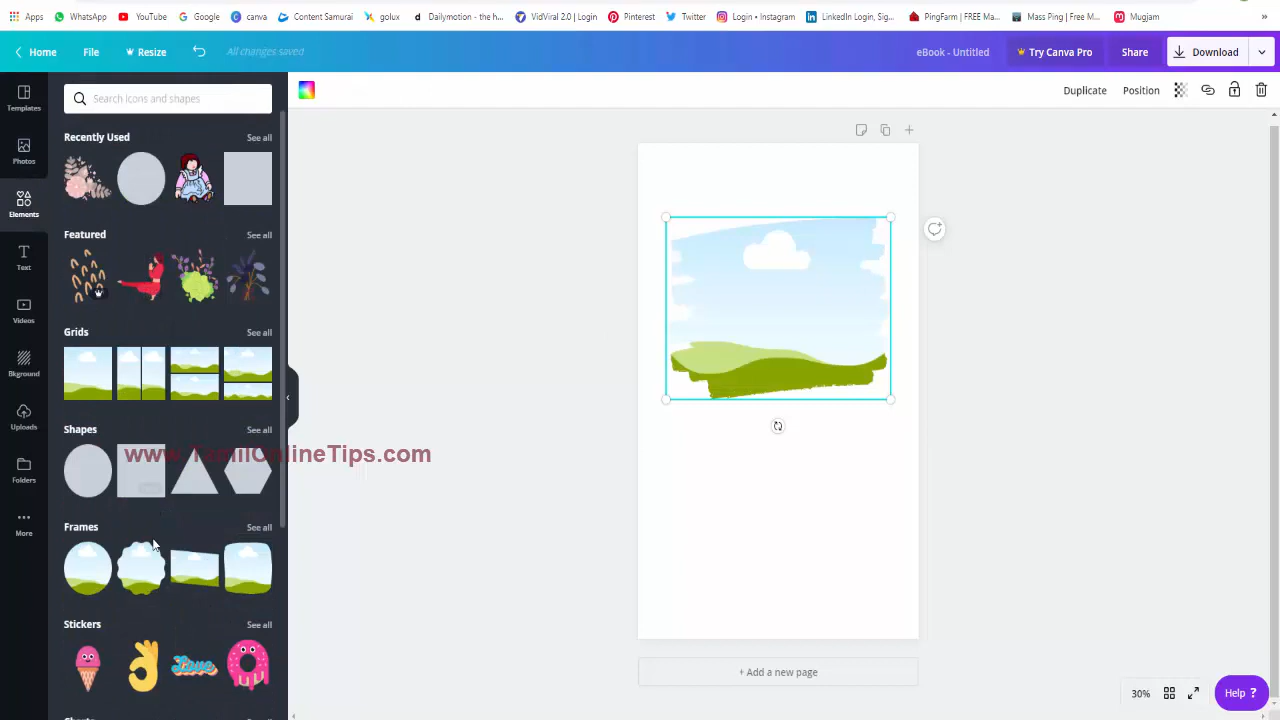 Apps WhatsApp YouTube Google canva Content Samurai golux Dailymotion - the h... VidViral 2.0 | Login Pinterest Twitter Login • Instagram LinkedIn Login, Sig... PingFarm | FREE Ma... Mass Ping | Free M... Mugjam »
Home File Resize All changes saved eBook - Untitled Try Canva Pro Share Download
Search icons and shapes
Duplicate Position
Templates
Photos
Elements
Text
Videos
Bkground
Uploads
Folders
More
Recently Used See all
Featured See all
Grids See all
Shapes See all
www.TamilOnlineTips.com
Frames See all
Stickers See all
Love
+ Add a new page
30% Help ?